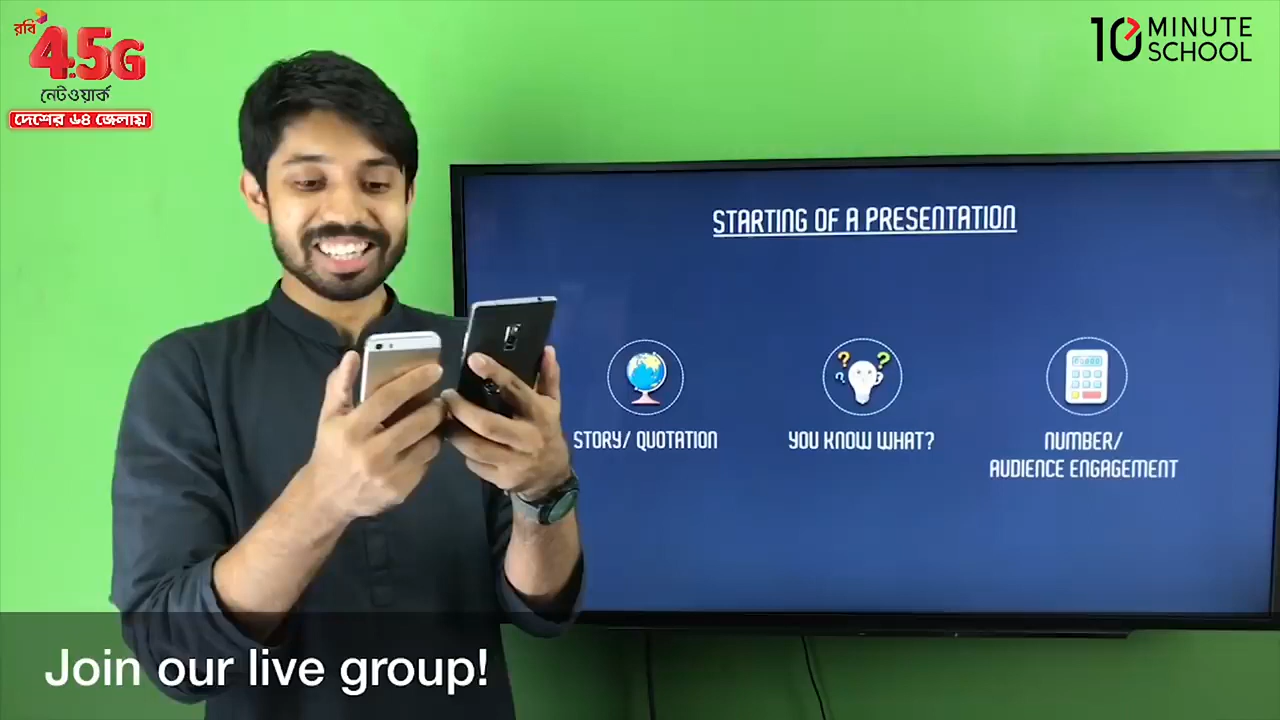 রবি
4.5G
নেটওয়ার্ক
দেশের ৬৪ জেলায়
10 MINUTE
SCHOOL
STARTING OF A PRESENTATION
STORY/ QUOTATION
YOU KNOW WHAT?
NUMBER/
AUDIENCE ENGAGEMENT
Join our live group!